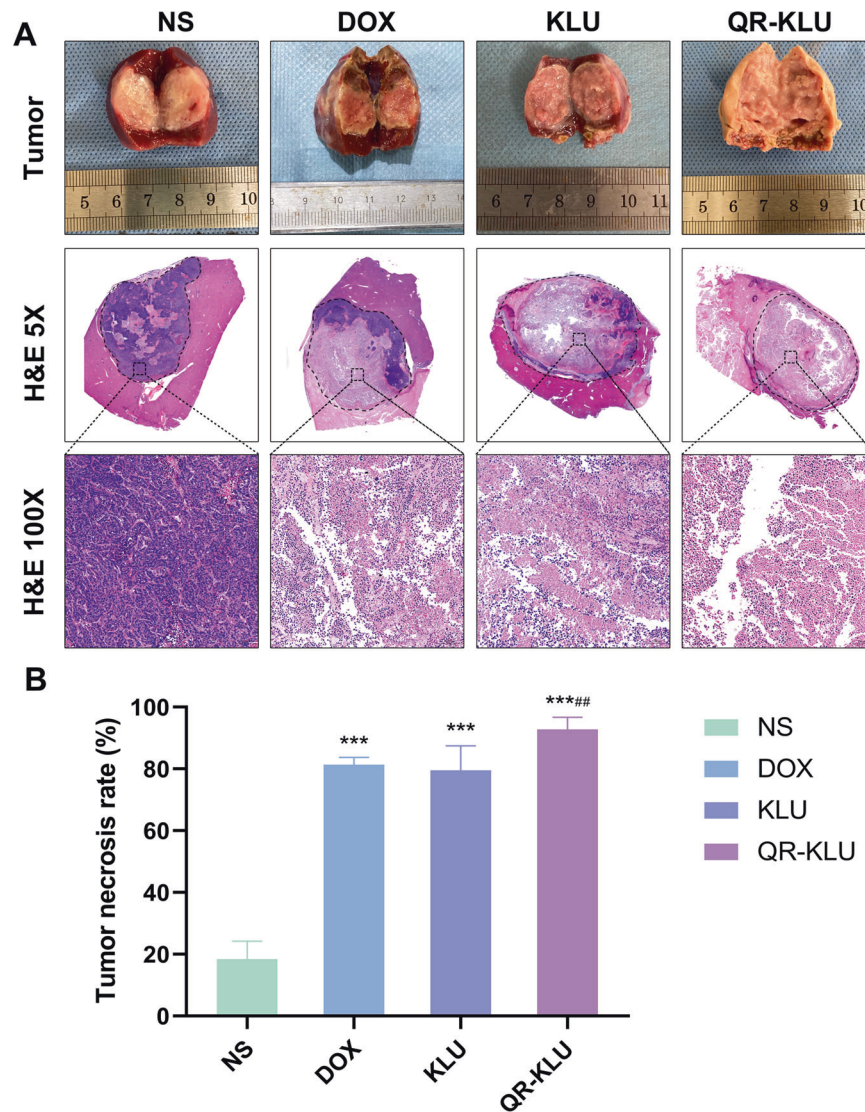 A
NS DOX KLU QR-KLU
Tumor
5 6 7 8 9 10
8 9 10 11 12 13 14
6 7 8 9 10 11
5 6 7 8 9 10
H&E 5X
H&E 100X
B
Tumor necrosis rate (%)
100
80
60
40
20
0
***
***
***##
NS
DOX
KLU
QR-KLU
NS
DOX
KLU
QR-KLU